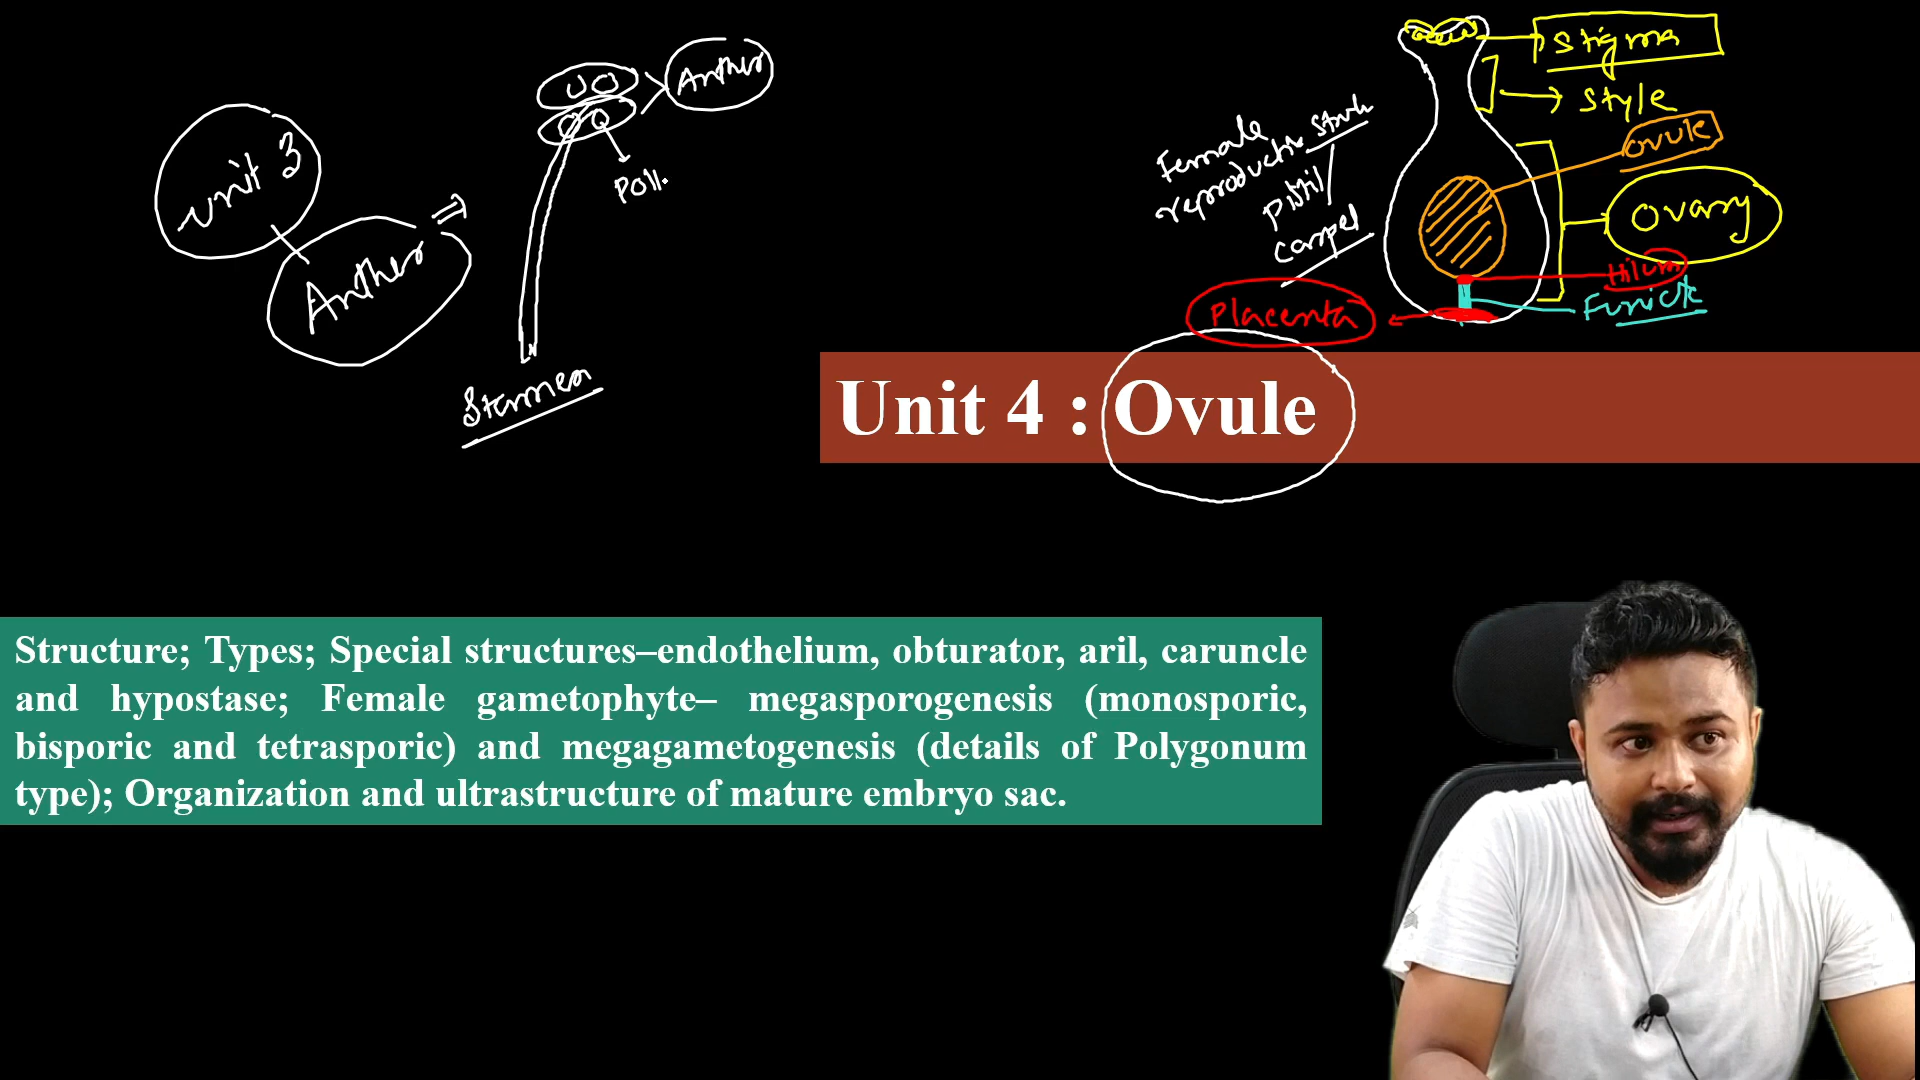 unit 3
Anther
Anther
Poll
Stamen
Stigma
Style
ovule
Ovary
Hilum
Funicle
Placenta
Female
reproductive
Pistil/
Carpel
Unit 4 : Ovule
Structure; Types; Special structures–endothelium, obturator, aril, caruncle
and hypostase; Female gametophyte– megasporogenesis (monosporic,
bisporic and tetrasporic) and megagametogenesis (details of Polygonum
type); Organization and ultrastructure of mature embryo sac.